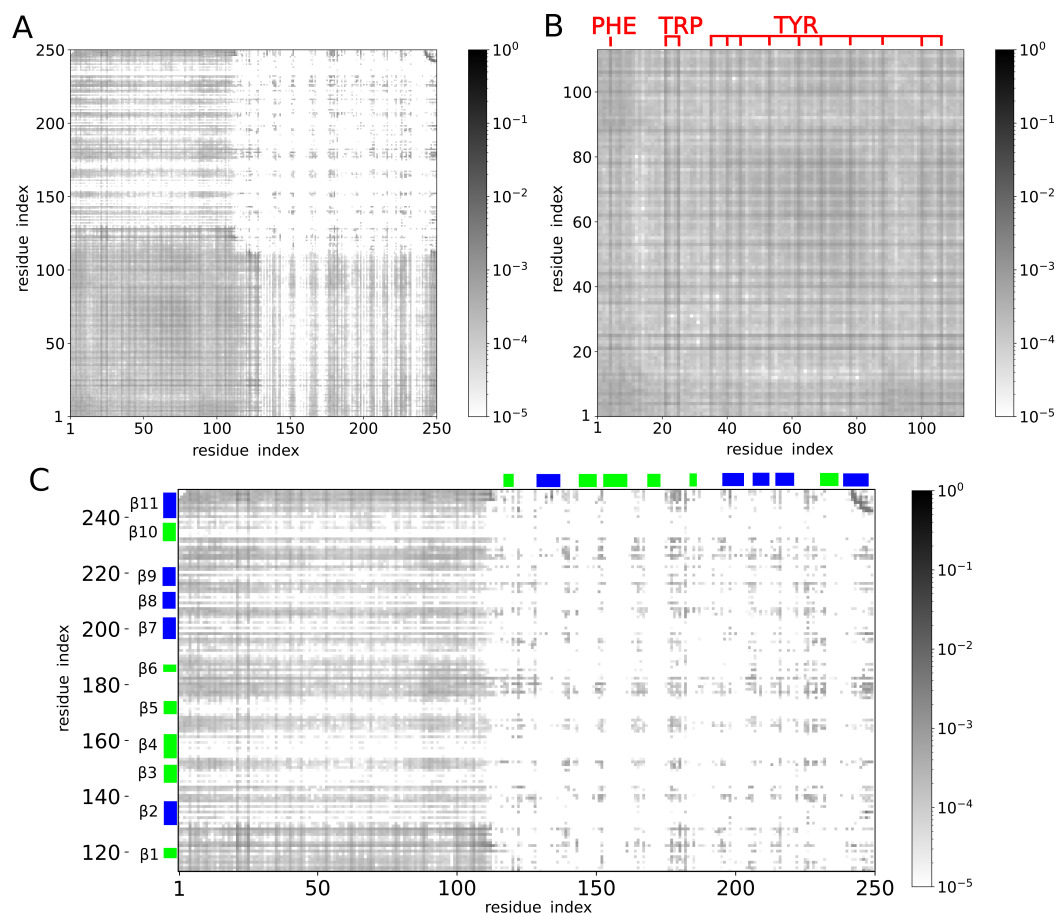 A
250
200
150
100
50
1
residue index
1
50
100
150
200
250
residue index
10^0
10^-1
10^-2
10^-3
10^-4
10^-5
B
PHE TRP TYR
100
80
60
40
20
1
residue index
1
20
40
60
80
100
residue index
10^0
10^-1
10^-2
10^-3
10^-4
10^-5
C
β11
β10
β9
β8
β7
β6
β5
β4
β3
β2
β1
240
220
200
180
160
140
120
residue index
1
50
100
150
200
250
residue index
10^0
10^-1
10^-2
10^-3
10^-4
10^-5